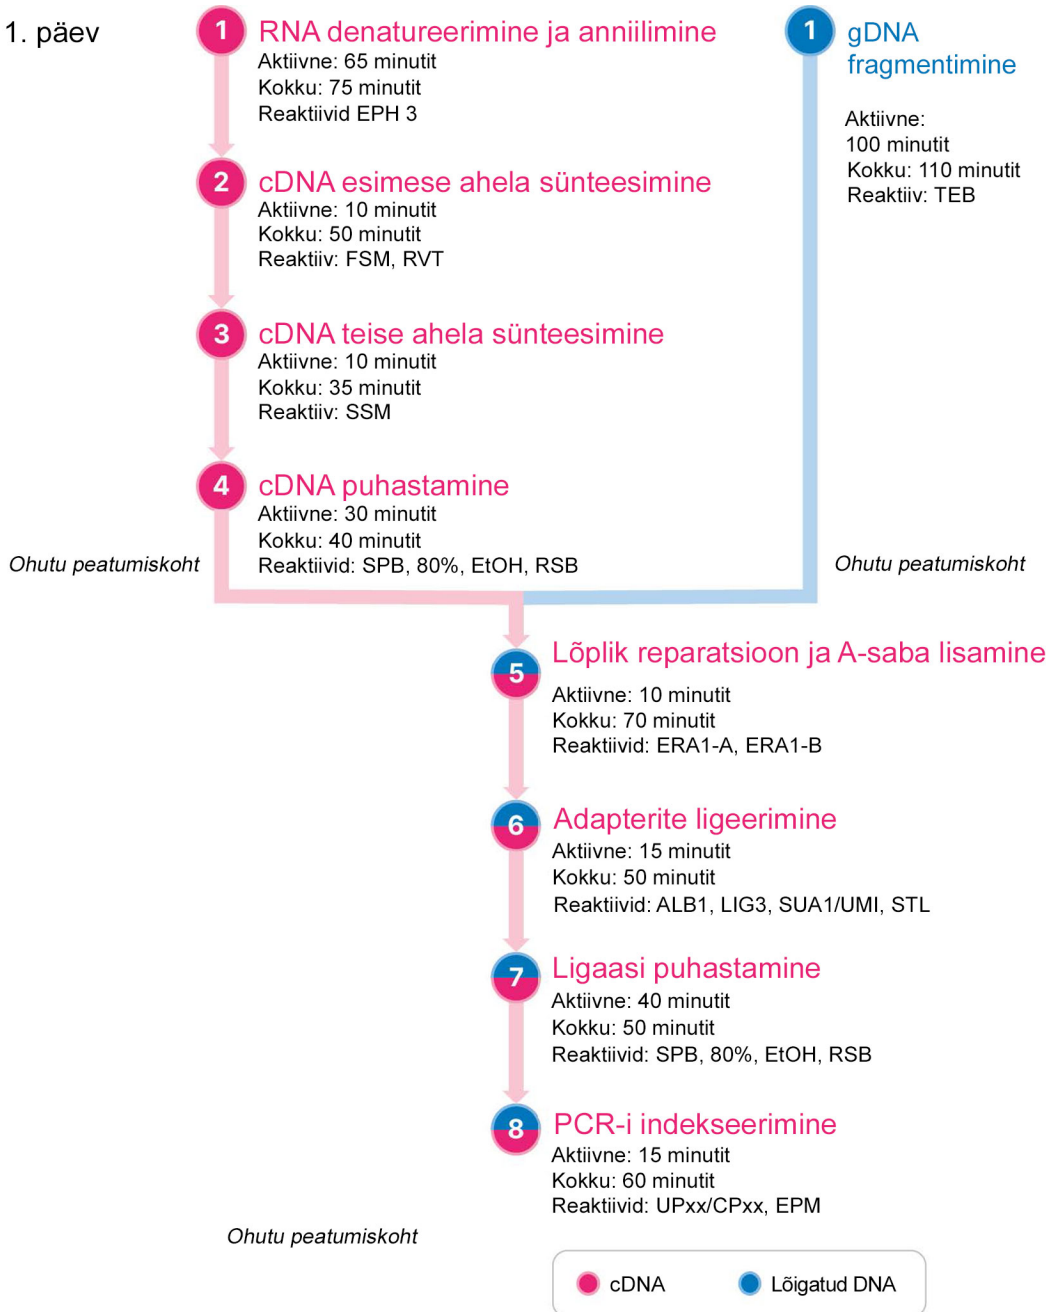 1. päev
1
RNA denatureerimine ja anniilimine
Aktiivne: 65 minutit
Kokku: 75 minutit
Reaktiivid EPH 3
1
gDNA
fragmentimine
Aktiivne:
100 minutit
Kokku: 110 minutit
Reaktiiv: TEB
2
cDNA esimese ahela sünteesimine
Aktiivne: 10 minutit
Kokku: 50 minutit
Reaktiiv: FSM, RVT
3
cDNA teise ahela sünteesimine
Aktiivne: 10 minutit
Kokku: 35 minutit
Reaktiiv: SSM
4
cDNA puhastamine
Aktiivne: 30 minutit
Kokku: 40 minutit
Reaktiivid: SPB, 80%, EtOH, RSB
Ohutu peatumiskoht
Ohutu peatumiskoht
5
Lõplik reparatsioon ja A-saba lisamine
Aktiivne: 10 minutit
Kokku: 70 minutit
Reaktiivid: ERA1-A, ERA1-B
6
Adapterite ligeerimine
Aktiivne: 15 minutit
Kokku: 50 minutit
Reaktiivid: ALB1, LIG3, SUA1/UMI, STL
7
Ligaasi puhastamine
Aktiivne: 40 minutit
Kokku: 50 minutit
Reaktiivid: SPB, 80%, EtOH, RSB
8
PCR-i indekseerimine
Aktiivne: 15 minutit
Kokku: 60 minutit
Reaktiivid: UPxx/CPxx, EPM
Ohutu peatumiskoht
cDNA
Lõigatud DNA